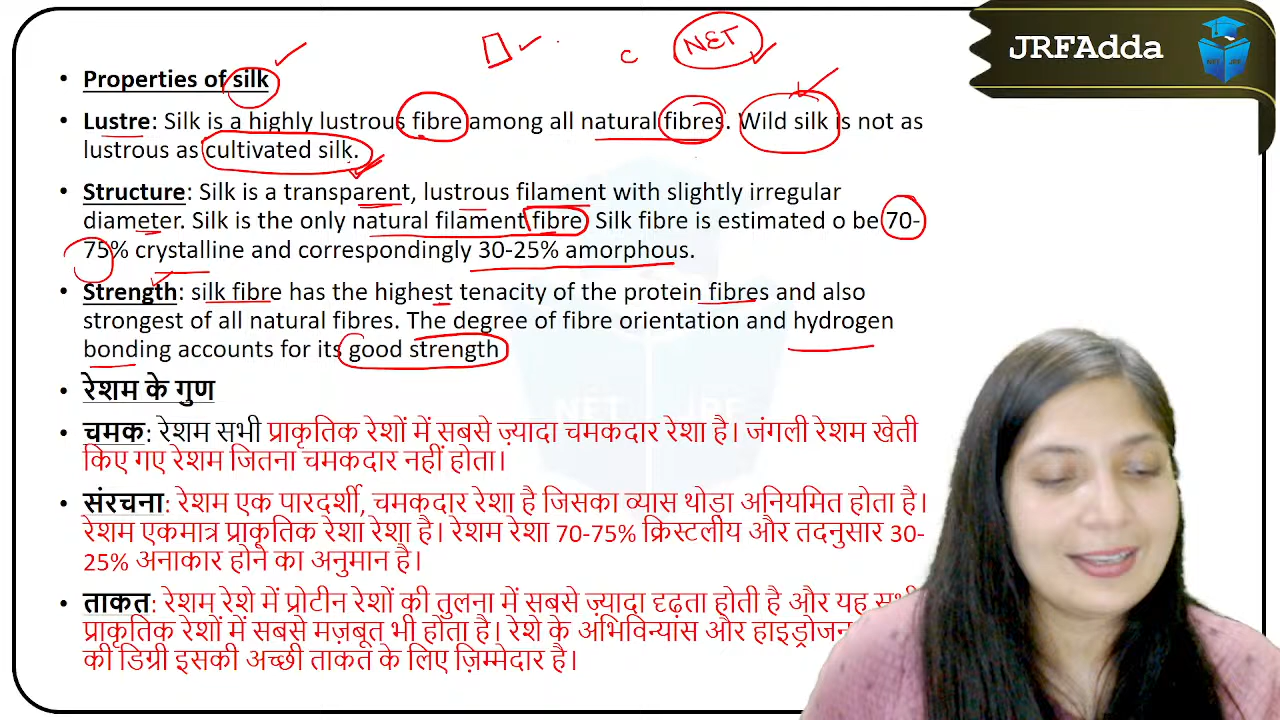 NET
JRFAdda
NET JRF
• Properties of silk
• Lustre: Silk is a highly lustrous fibre among all natural fibres. Wild silk is not as
lustrous as cultivated silk.
• Structure: Silk is a transparent, lustrous filament with slightly irregular
diameter. Silk is the only natural filament fibre Silk fibre is estimated o be 70-
75% crystalline and correspondingly 30-25% amorphous.
• Strength: silk fibre has the highest tenacity of the protein fibres and also
strongest of all natural fibres. The degree of fibre orientation and hydrogen
bonding accounts for its good strength
• रेशम के गुण
• चमक: रेशम सभी प्राकृतिक रेशों में सबसे ज़्यादा चमकदार रेशा है। जंगली रेशम खेती
किए गए रेशम जितना चमकदार नहीं होता।
• संरचना: रेशम एक पारदर्शी, चमकदार रेशा है जिसका व्यास थोड़ा अनियमित होता है।
रेशम एकमात्र प्राकृतिक रेशा रेशा है। रेशम रेशा 70-75% क्रिस्टलीय और तदनुसार 30-
25% अनाकार होने का अनुमान है।
• ताकत: रेशम रेशे में प्रोटीन रेशों की तुलना में सबसे ज़्यादा दृढ़ता होती है और यह सभी
प्राकृतिक रेशों में सबसे मज़बूत भी होता है। रेशे के अभिविन्यास और हाइड्रोजन
की डिग्री इसकी अच्छी ताकत के लिए ज़िम्मेदार है।
NET JRF